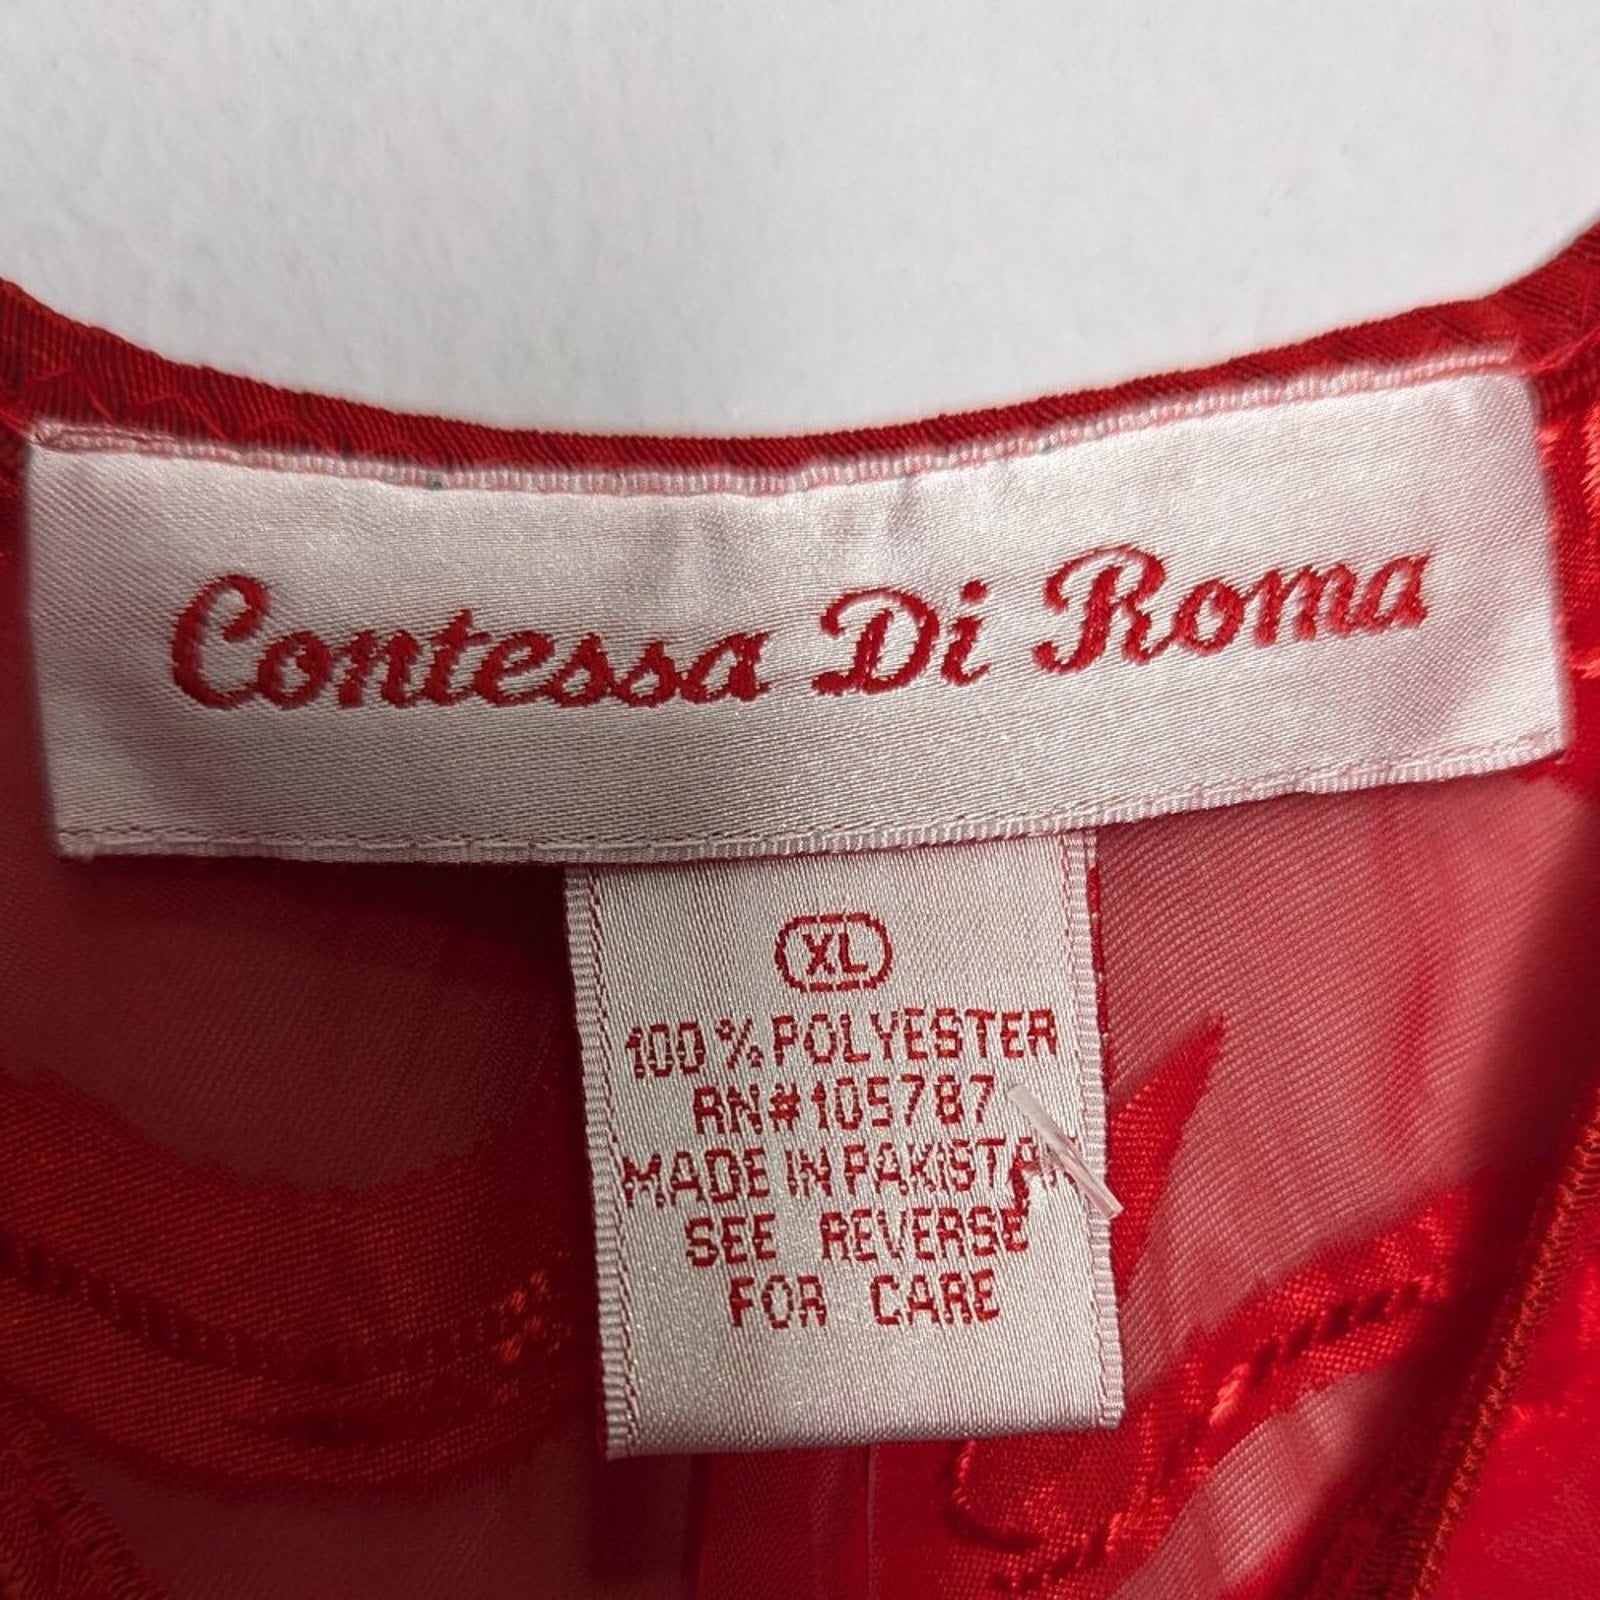 Contessa Di Roma
XL
100% POLYESTER
RN#105787
MADE IN PAKISTAN
SEE REVERSE
FOR CARE